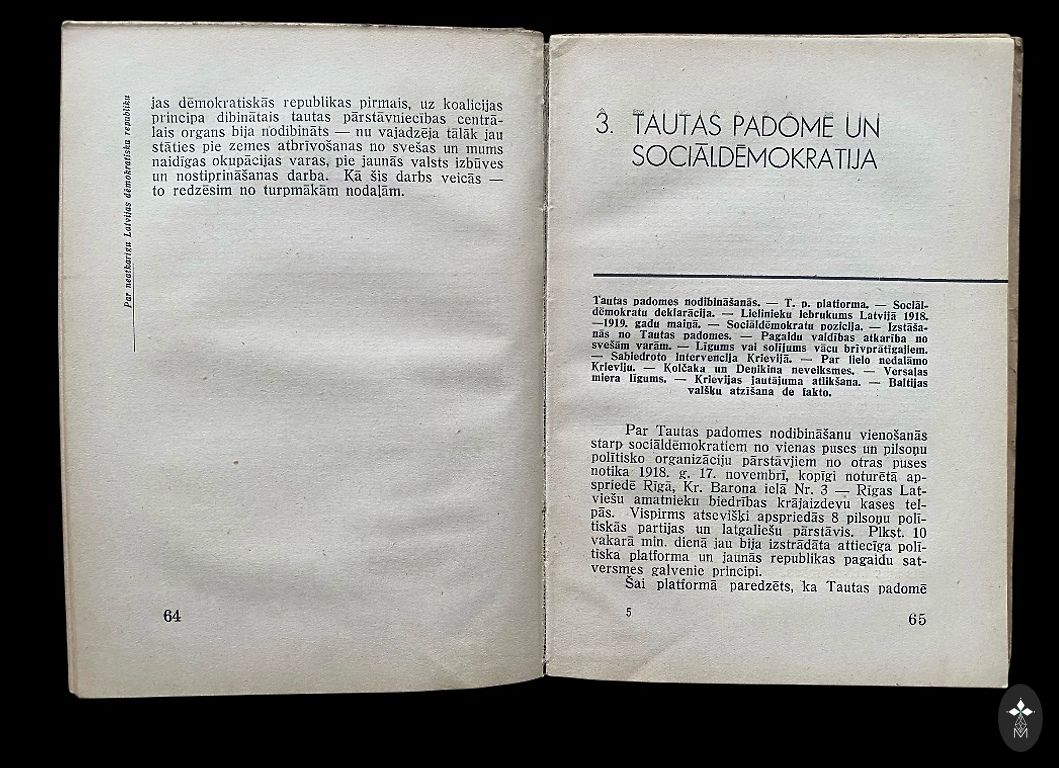 Par neatkarīgu Latvijas dēmokratisku republiku
jas dēmokratiskās republikas pirmais, uz koalicijas
principa dibinātais tautas pārstāvniecības centrā-
lais organs bija nodibināts — nu vajadzēja tālāk jau
stāties pie zemes atbrīvošanas no svešas un mums
naidīgas okupācijas varas, pie jaunās valsts izbūves
un nostiprināšanas darba. Kā šis darbs veicās —
to redzēsim no turpmākām nodaļām.
64
3. TAUTAS PADOME UN
SOCIĀLDĒMOKRATIJA
Tautas padomes nodibināšanās. — T. p. platforma. — Sociāl-
dēmokratu deklarācija. — Lielinieku iebrukums Latvijā 1918.
—1919. gadu maiņā. — Sociāldēmokratu pozicija. — Izstāša-
nās no Tautas padomes. — Pagaidu valdības atkarība no
svešām varām. — Līgums vai solījums vācu brīvprātīgajiem.
— Sabiedroto intervencija Krievijā. — Par lielo nedalāmo
Krieviju. — Kolčaka un Deņikina neveiksmes. — Versaļas
miera līgums. — Krievijas jautājuma atlikšana. — Baltijas
valšķu atzīšana de fakto.
Par Tautas padomes nodibināšanu vienošanās
starp sociāldēmokratiem no vienas puses un pilsoņu
polītisko organizāciju pārstāvjiem no otras puses
notika 1918. g. 17. novembrī, kopīgi noturētā ap-
spriedē Rīgā, Kr. Barona ielā Nr. 3 — Rīgas Lat-
viešu amatnieku biedrības krājaizdevu kases tel-
pās. Vispirms atsevišķi apspriedās 8 pilsoņu polī-
tiskās partijas un latgaliešu pārstāvis. Plkst. 10
vakarā min. dienā jau bija izstrādāta attiecīga polī-
tiska platforma un jaunās republikas pagaidu sat-
versmes galvenie principi.
Šai platformā paredzēts, ka Tautas padomē
5
65
M